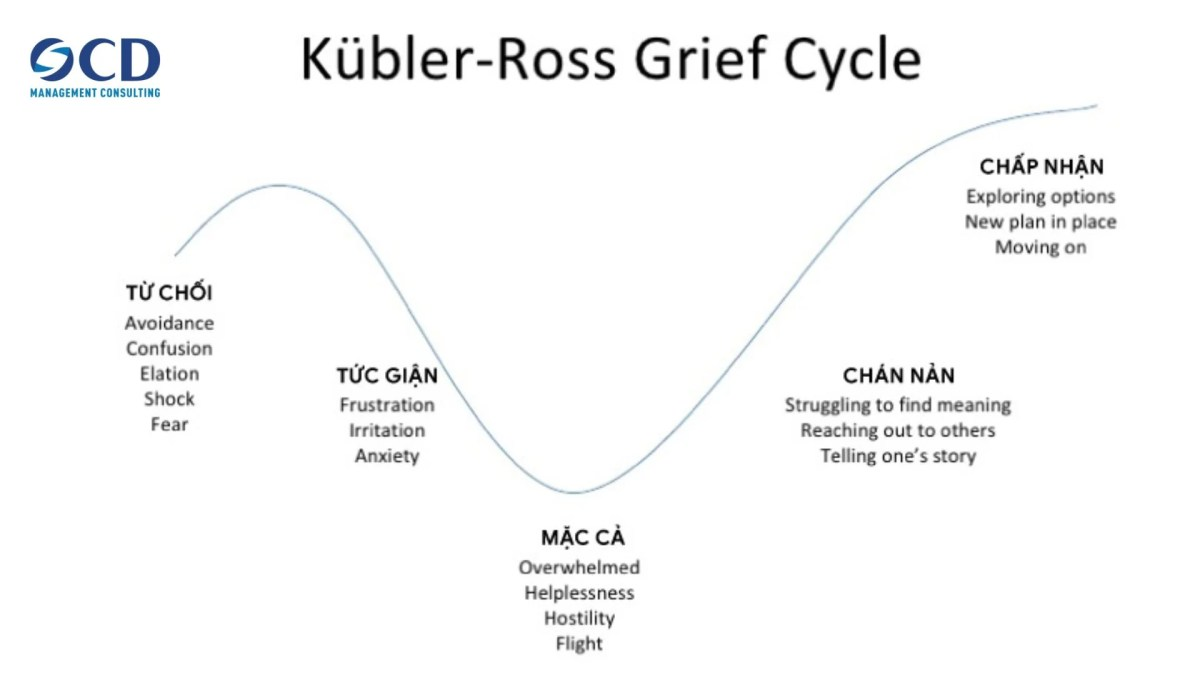 OCD
MANAGEMENT CONSULTING
Kübler-Ross Grief Cycle
TỪ CHỐI
Avoidance
Confusion
Elation
Shock
Fear
TỨC GIẬN
Frustration
Irritation
Anxiety
MẶC CẢ
Overwhelmed
Helplessness
Hostility
Flight
CHÁN NẢN
Struggling to find meaning
Reaching out to others
Telling one’s story
CHẤP NHẬN
Exploring options
New plan in place
Moving on